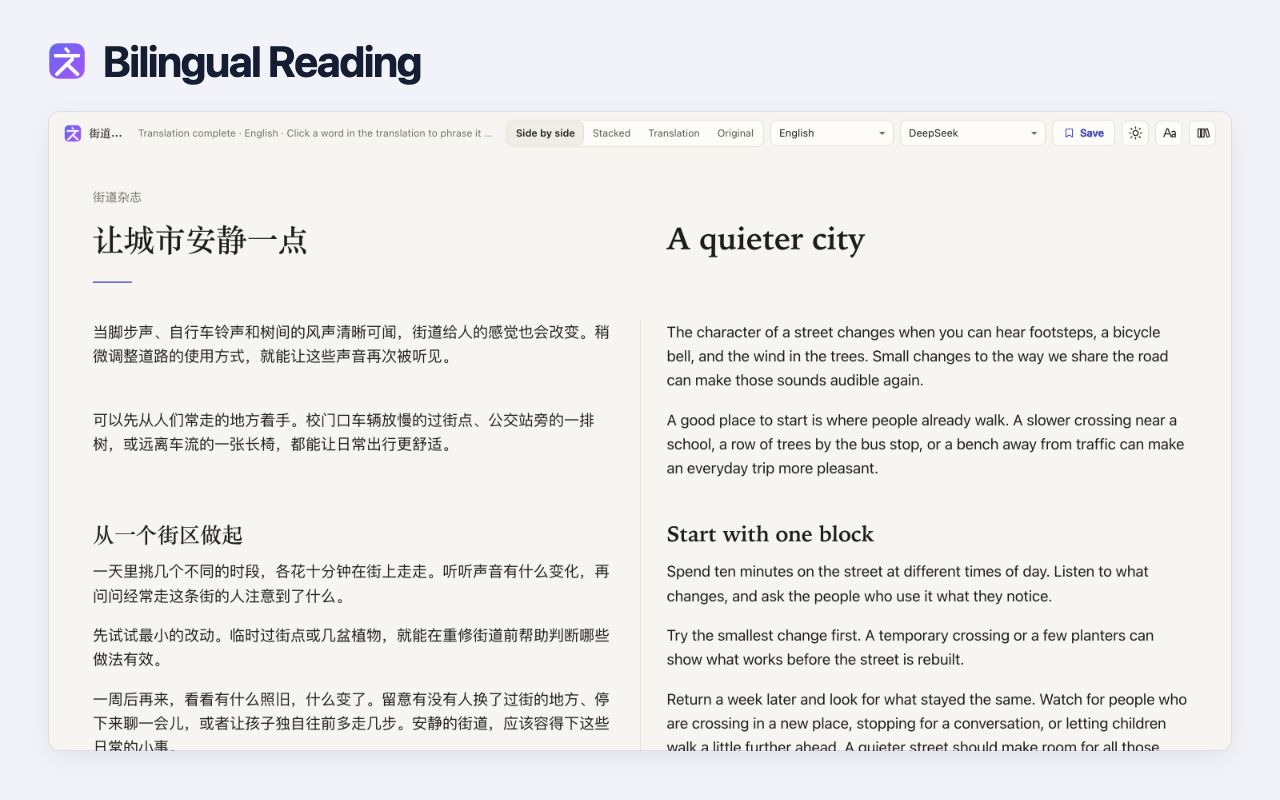 文 Bilingual Reading
文 街道… Translation complete · English · Click a word in the translation to phrase it … Side by side Stacked Translation Original English DeepSeek Save Aa
街道杂志
让城市安静一点
当脚步声、自行车铃声和树间的风声清晰可闻，街道给人的感觉也会改变。稍
微调整道路的使用方式，就能让这些声音再次被听见。
可以先从人们常走的地方着手。校门口车辆放慢的过街点、公交站旁的一排
树，或远离车流的一张长椅，都能让日常出行更舒适。
从一个街区做起
一天里挑几个不同的时段，各花十分钟在街上走走。听听声音有什么变化，再
问问经常走这条街的人注意到了什么。
先试试最小的改动。临时过街点或几盆植物，就能在重修街道前帮助判断哪些
做法有效。
一周后再来，看看有什么照旧，什么变了。留意有没有人换了过街的地方、停
下来聊一会儿，或者让孩子独自往前多走几步。安静的街道，应该容得下这些
日常的小事。
A quieter city
The character of a street changes when you can hear footsteps, a bicycle
bell, and the wind in the trees. Small changes to the way we share the road
can make those sounds audible again.
A good place to start is where people already walk. A slower crossing near a
school, a row of trees by the bus stop, or a bench away from traffic can make
an everyday trip more pleasant.
Start with one block
Spend ten minutes on the street at different times of day. Listen to what
changes, and ask the people who use it what they notice.
Try the smallest change first. A temporary crossing or a few planters can
show what works before the street is rebuilt.
Return a week later and look for what stayed the same. Watch for people who
are crossing in a new place, stopping for a conversation, or letting children
walk a little further ahead. A quieter street should make room for all those